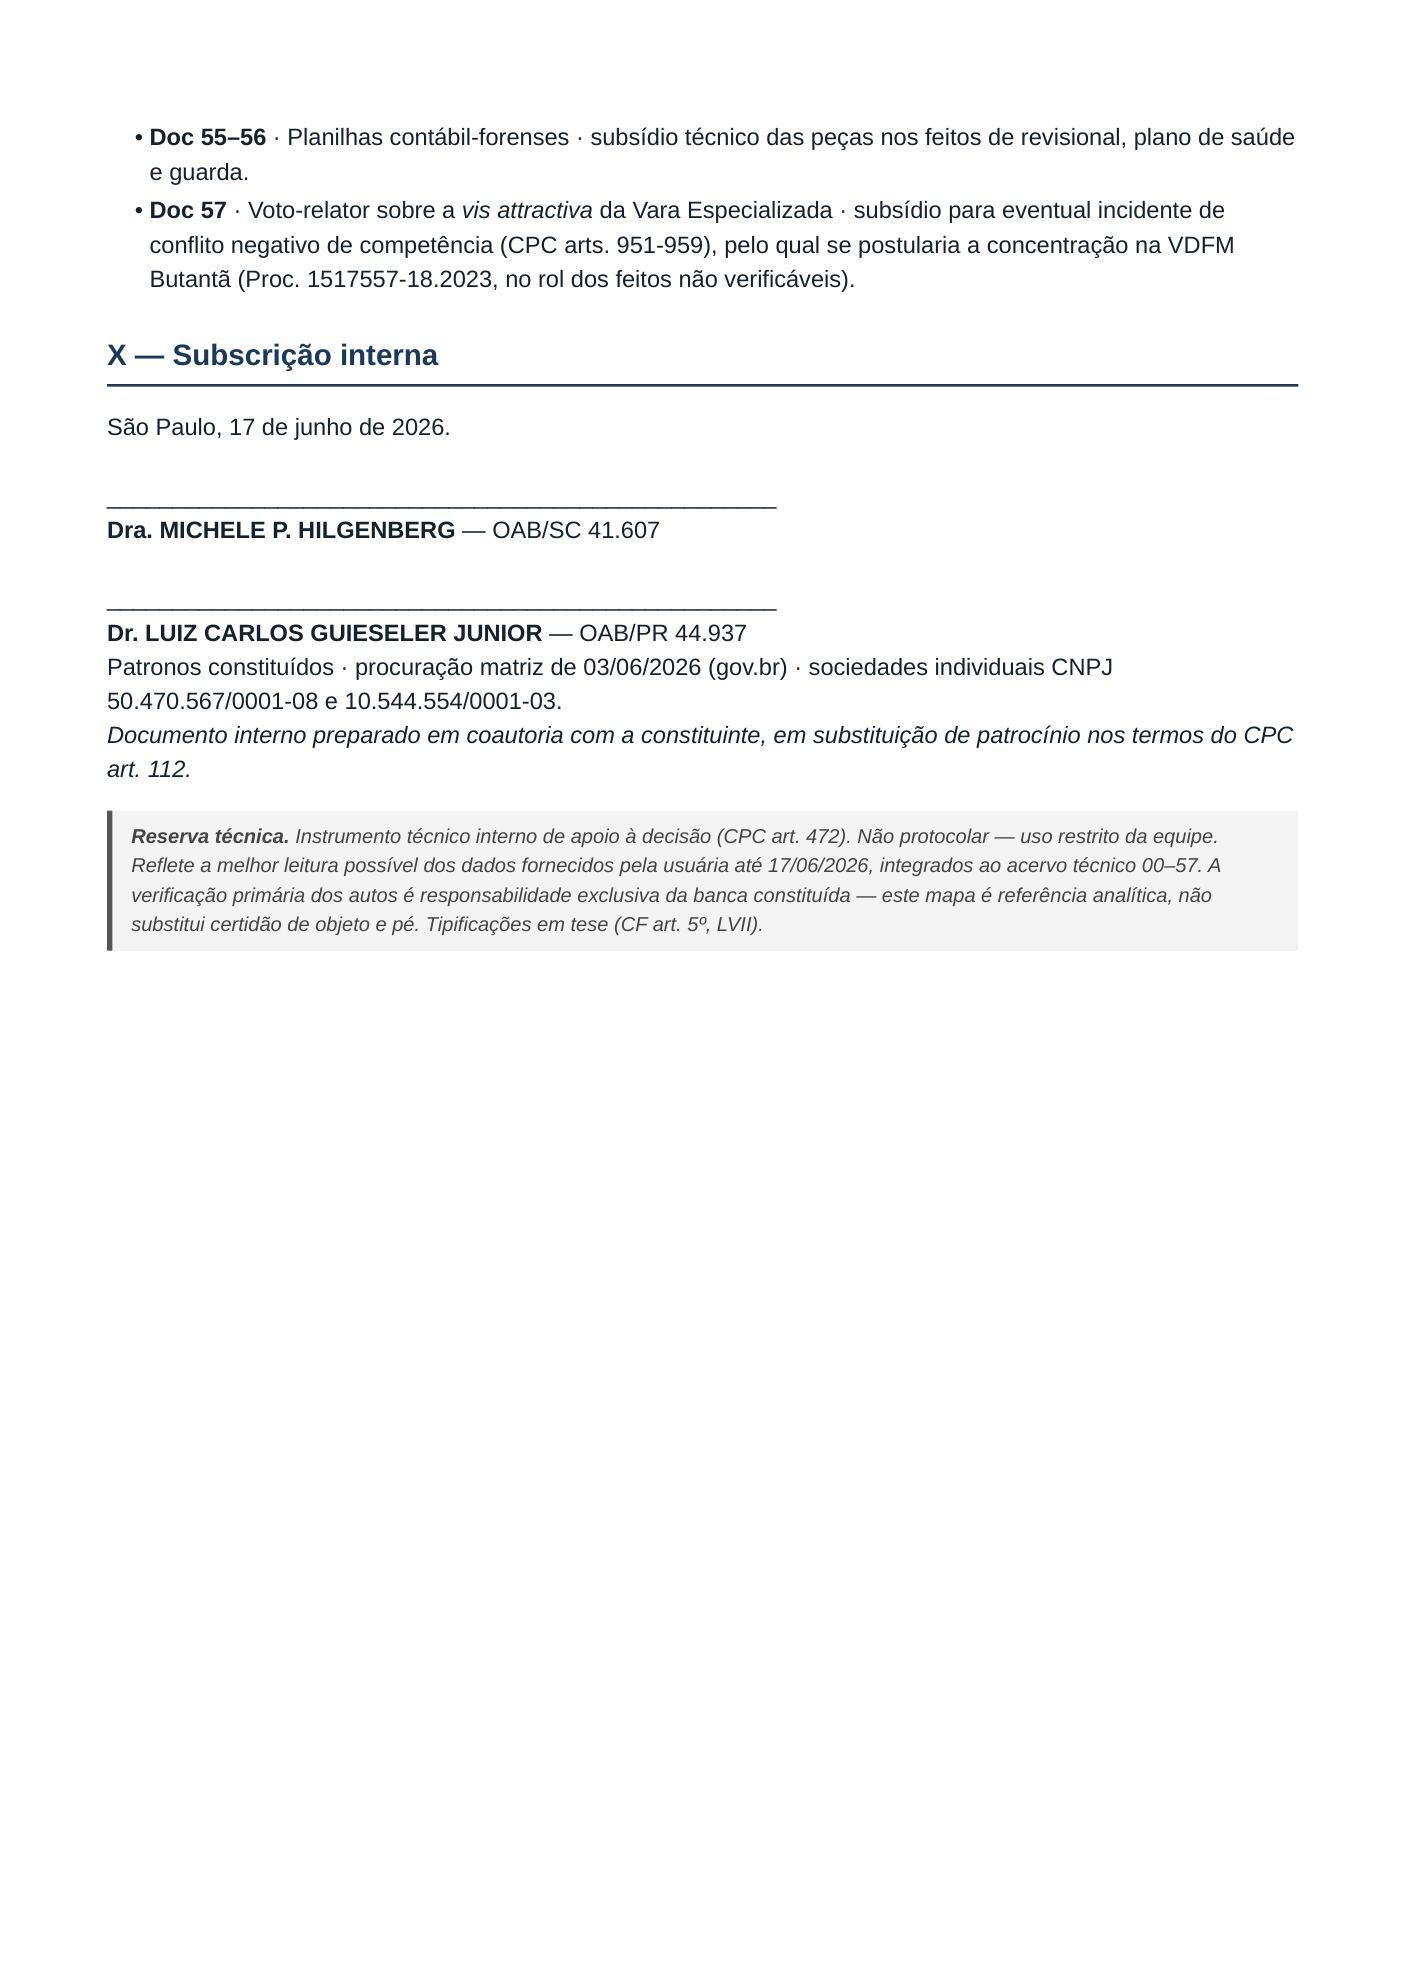 • Doc 55–56 · Planilhas contábil-forenses · subsídio técnico das peças nos feitos de revisional, plano de saúde
e guarda.
• Doc 57 · Voto-relator sobre a vis attractiva da Vara Especializada · subsídio para eventual incidente de
conflito negativo de competência (CPC arts. 951-959), pelo qual se postularia a concentração na VDFM
Butantã (Proc. 1517557-18.2023, no rol dos feitos não verificáveis).
X — Subscrição interna
São Paulo, 17 de junho de 2026.
___________________________________________________
Dra. MICHELE P. HILGENBERG — OAB/SC 41.607
___________________________________________________
Dr. LUIZ CARLOS GUIESELER JUNIOR — OAB/PR 44.937
Patronos constituídos · procuração matriz de 03/06/2026 (gov.br) · sociedades individuais CNPJ
50.470.567/0001-08 e 10.544.554/0001-03.
Documento interno preparado em coautoria com a constituinte, em substituição de patrocínio nos termos do CPC
art. 112.
Reserva técnica. Instrumento técnico interno de apoio à decisão (CPC art. 472). Não protocolar — uso restrito da equipe.
Reflete a melhor leitura possível dos dados fornecidos pela usuária até 17/06/2026, integrados ao acervo técnico 00–57. A
verificação primária dos autos é responsabilidade exclusiva da banca constituída — este mapa é referência analítica, não
substitui certidão de objeto e pé. Tipificações em tese (CF art. 5º, LVII).